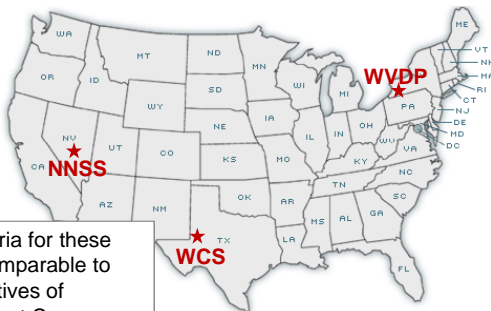 WA
ME
MT
ND
VT
MN
NH
OR
ID
SD
WI
WVDP
MA
WY
MI
RI
CT
PA
NJ
IA
NE
DE
NV
OH
MD
IL
IN
DC
UT
WV
CO
VA
NNSS
KS
MO
KY
CA
NC
TN
OK
AZ
NM
AR
SC
MS
AL
GA
WCS
TX
LA
FL
ria for these
mparable to
tives of